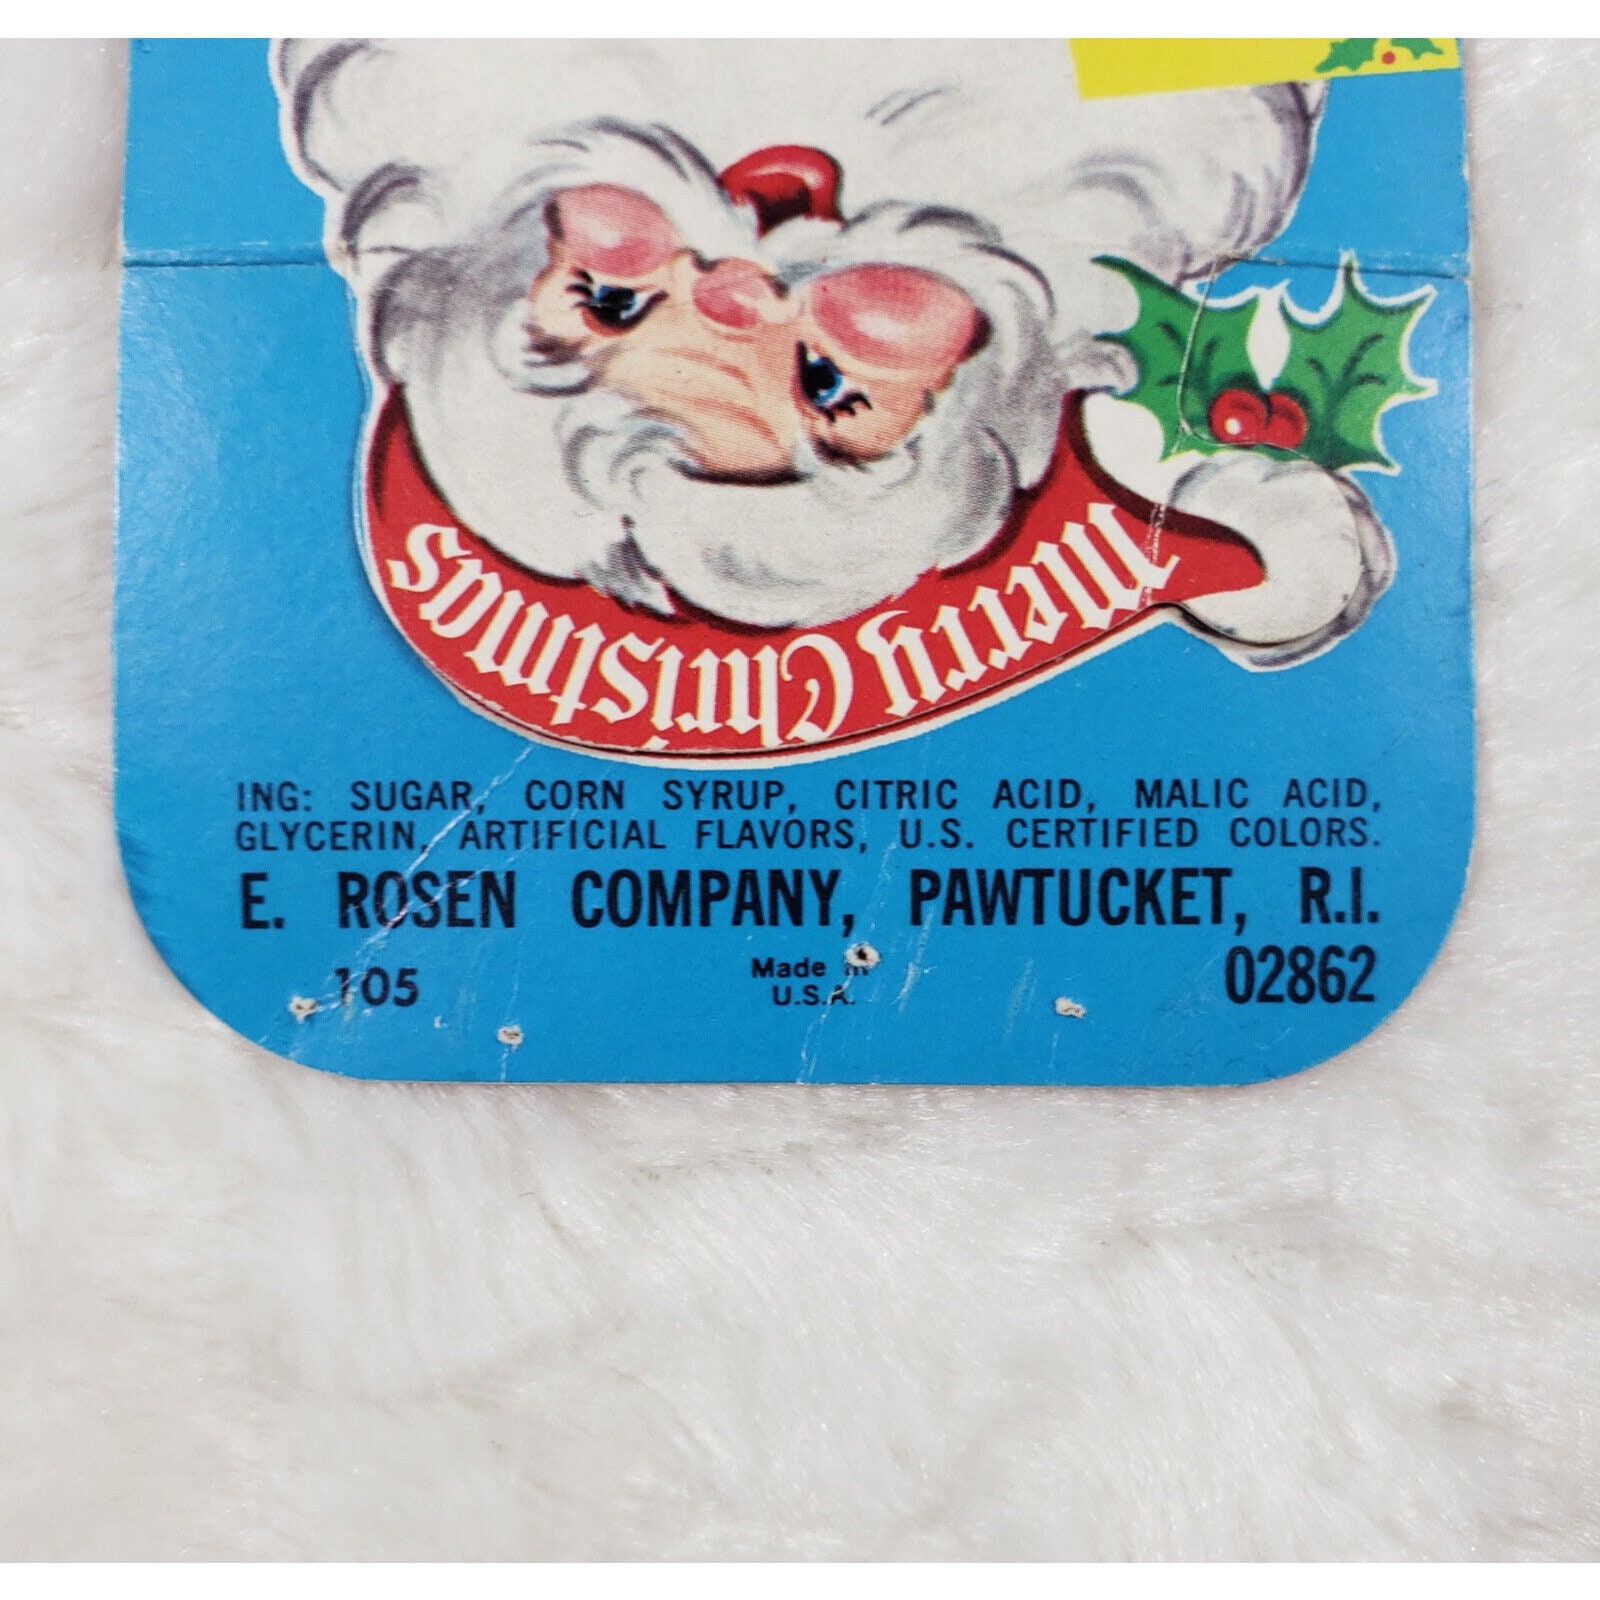 Merry Christmas
ING: SUGAR, CORN SYRUP, CITRIC ACID, MALIC ACID,
GLYCERIN, ARTIFICIAL FLAVORS, U.S. CERTIFIED COLORS.
E. ROSEN COMPANY, PAWTUCKET, R.I.
105 Made in 02862
U.S.A.